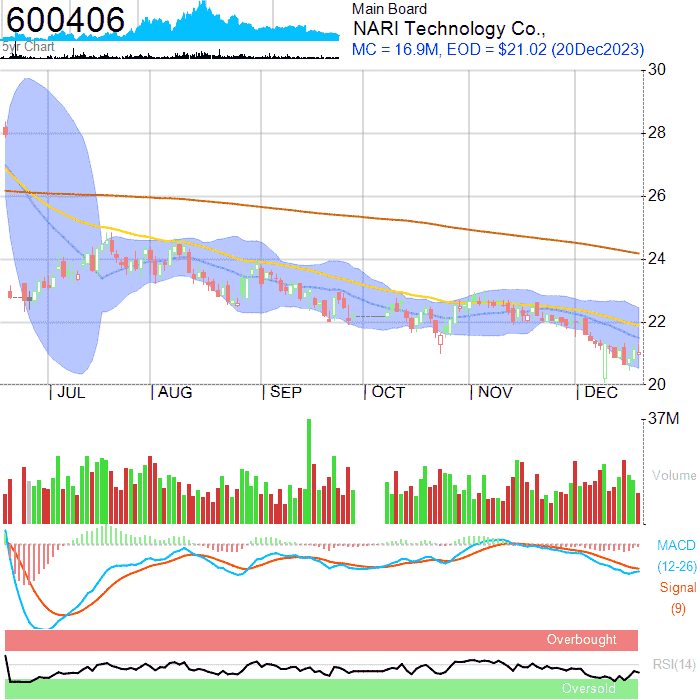 600406
5yr Chart
Main Board
NARI Technology Co.,
MC = 16.9M, EOD = $21.02 (20Dec2023)
30
28
26
24
22
20
JUL AUG SEP OCT NOV DEC
37M
Volume
MACD
(12-26)
Signal
(9)
Overbought
RSI(14)
Oversold